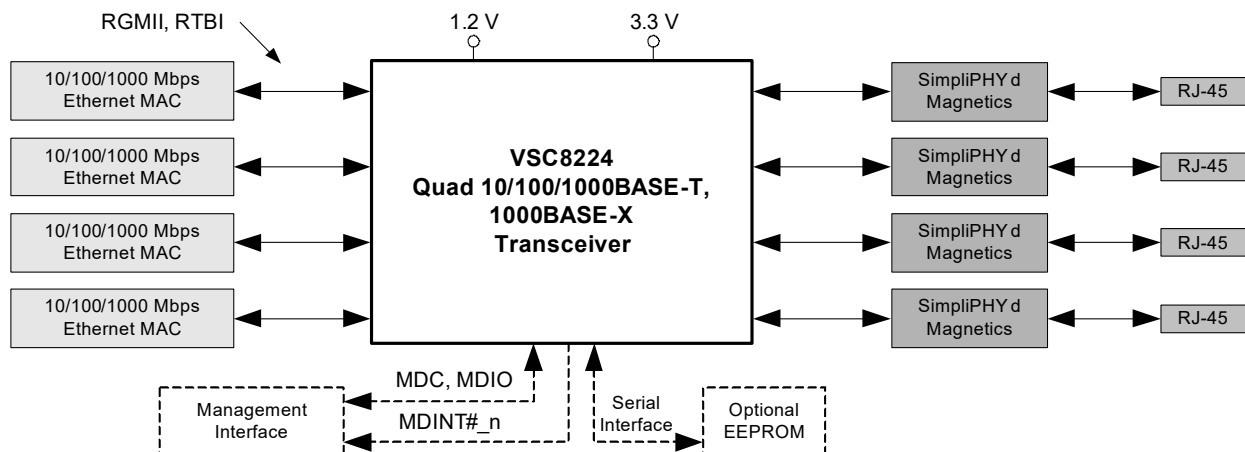 RGMII, RTBI
1.2 V
3.3 V
10/100/1000 Mbps
Ethernet MAC
10/100/1000 Mbps
Ethernet MAC
10/100/1000 Mbps
Ethernet MAC
10/100/1000 Mbps
Ethernet MAC
VSC8224
Quad 10/100/1000BASE-T,
1000BASE-X
Transceiver
SimpliPHY d
Magnetics
RJ-45
SimpliPHY d
Magnetics
RJ-45
SimpliPHY d
Magnetics
RJ-45
SimpliPHY d
Magnetics
RJ-45
MDC, MDIO
MDINT#_n
Management
Interface
Serial
Interface
Optional
EEPROM